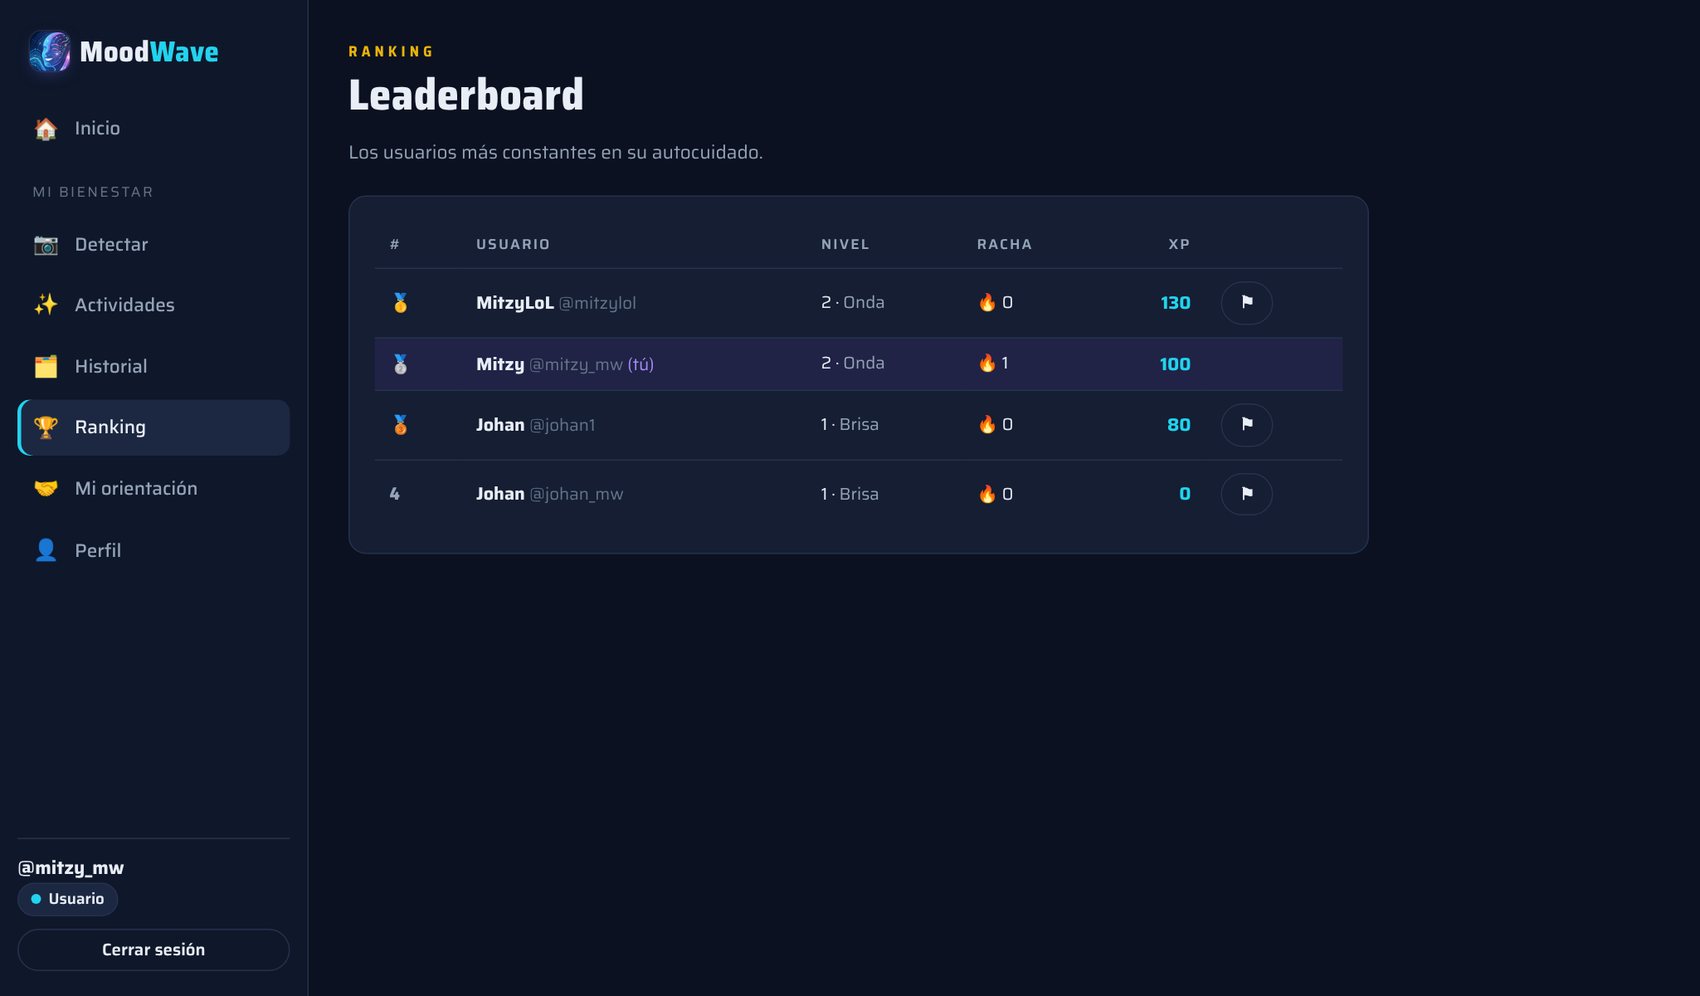 MoodWave
Inicio
MI BIENESTAR
Detectar
Actividades
Historial
Ranking
Mi orientación
Perfil
@mitzy_mw
Usuario
Cerrar sesión
RANKING
Leaderboard
Los usuarios más constantes en su autocuidado.
# USUARIO NIVEL RACHA XP
🥇 MitzyLoL @mitzylol 2 · Onda 🔥 0 130 ⚑
🥈 Mitzy @mitzy_mw (tú) 2 · Onda 🔥 1 100
🥉 Johan @johan1 1 · Brisa 🔥 0 80 ⚑
4 Johan @johan_mw 1 · Brisa 🔥 0 0 ⚑